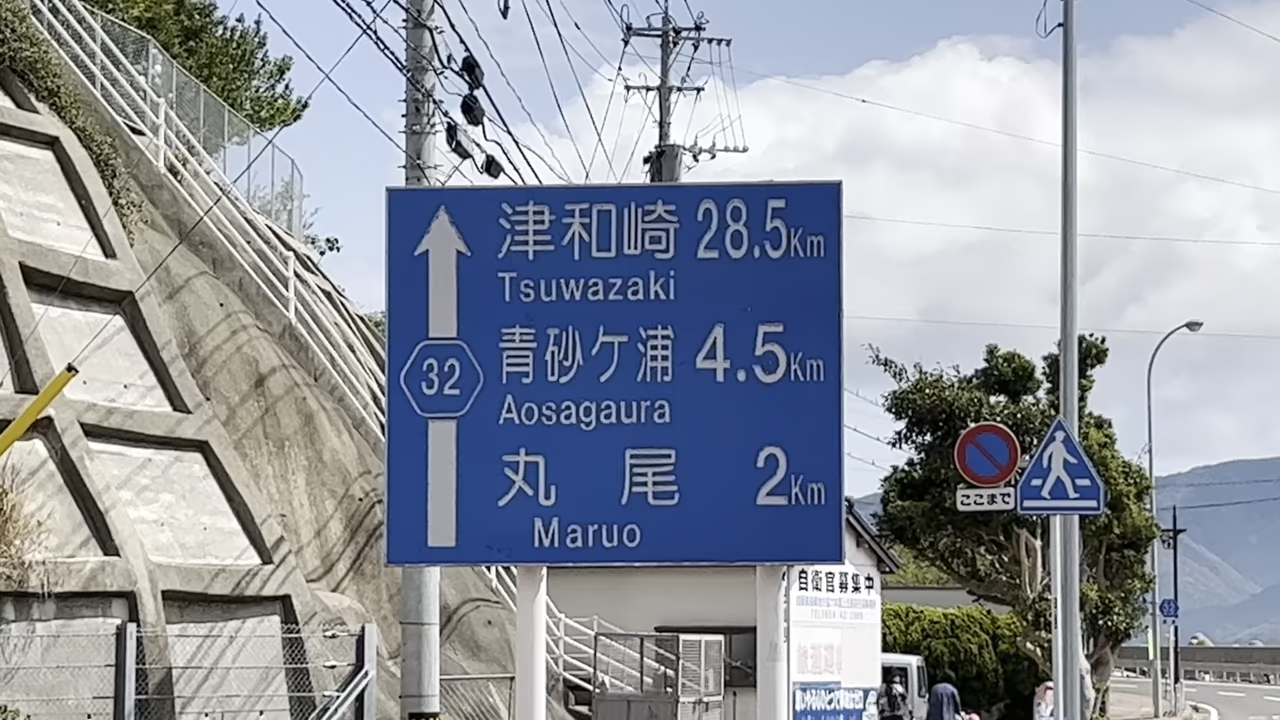 津和崎 28.5Km
Tsuwazaki
青砂ケ浦 4.5Km
Aosagaura
32
丸尾 2Km
Maruo
ここまで
自衛官募集中